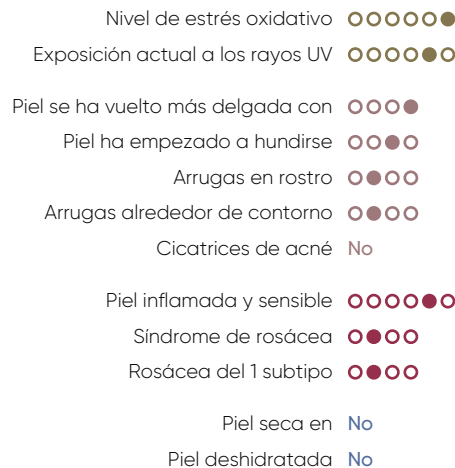 Nivel de estrés oxidativo
Exposición actual a los rayos UV
Piel se ha vuelto más delgada con
Piel ha empezado a hundirse
Arrugas en rostro
Arrugas alrededor de contorno
Cicatrices de acné No
Piel inflamada y sensible
Síndrome de rosácea
Rosácea del 1 subtipo
Piel seca en No
Piel deshidratada No